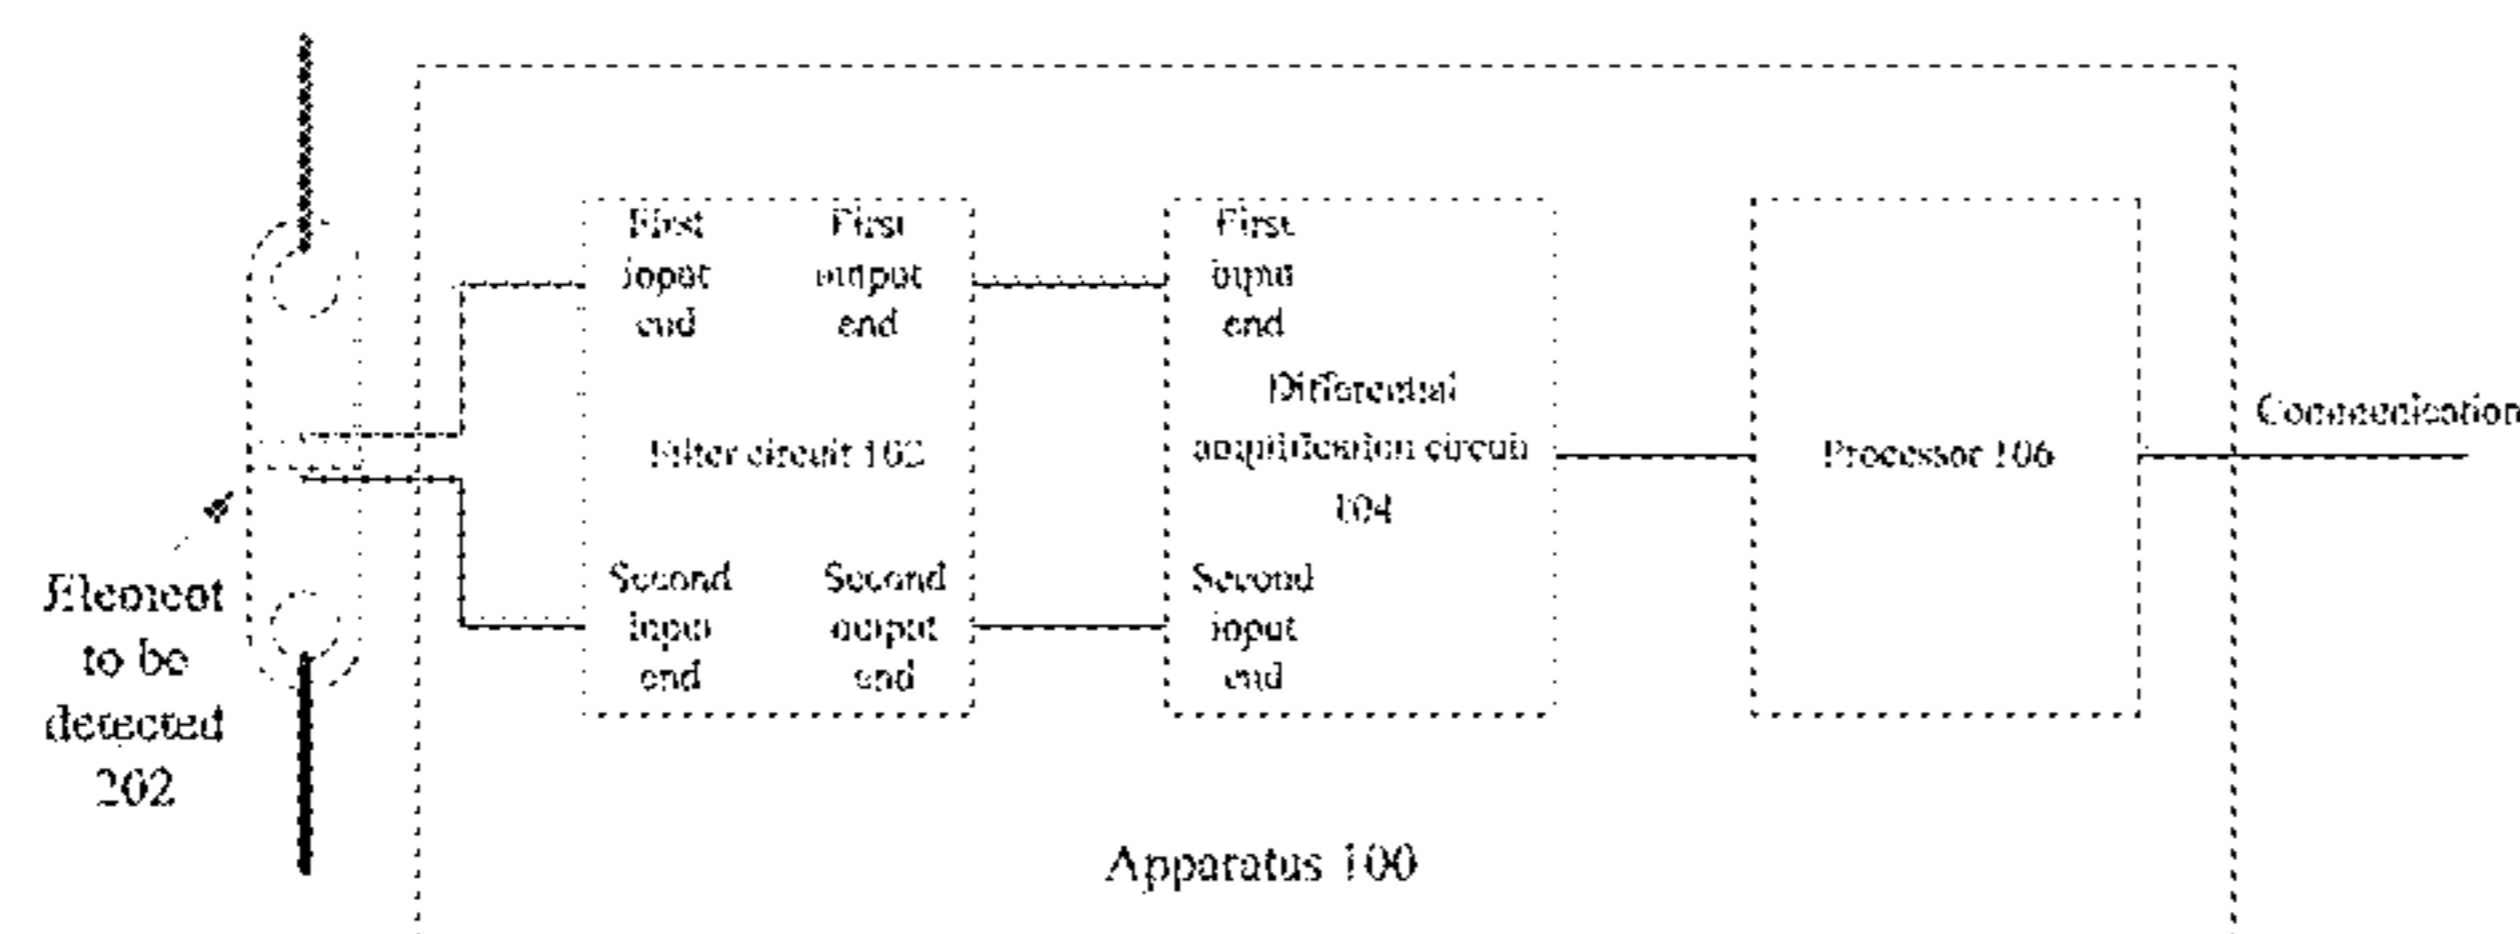 First
input
end
First
output
end
First
input
end
Differential
amplification circuit
104
Filter circuit 102
Processor 106
Communication
Second
input
end
Second
output
end
Second
input
end
Element
to be
detected
202
Apparatus 100